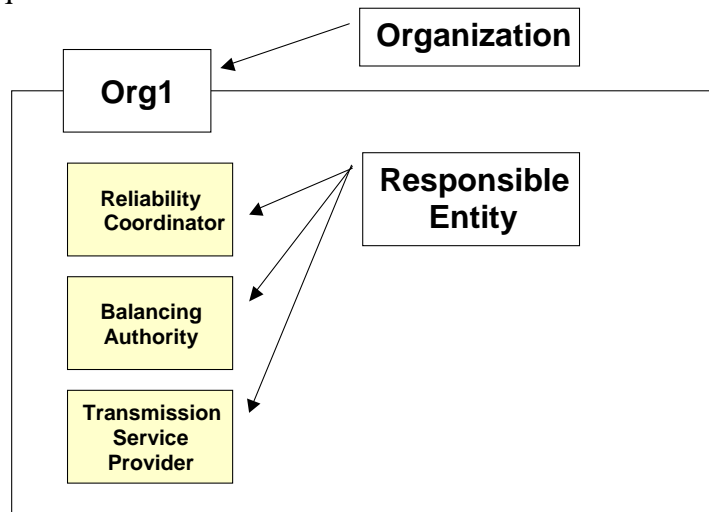 Organization
Org1
Reliability
Coordinator
Responsible
Entity
Balancing
Authority
Transmission
Service
Provider